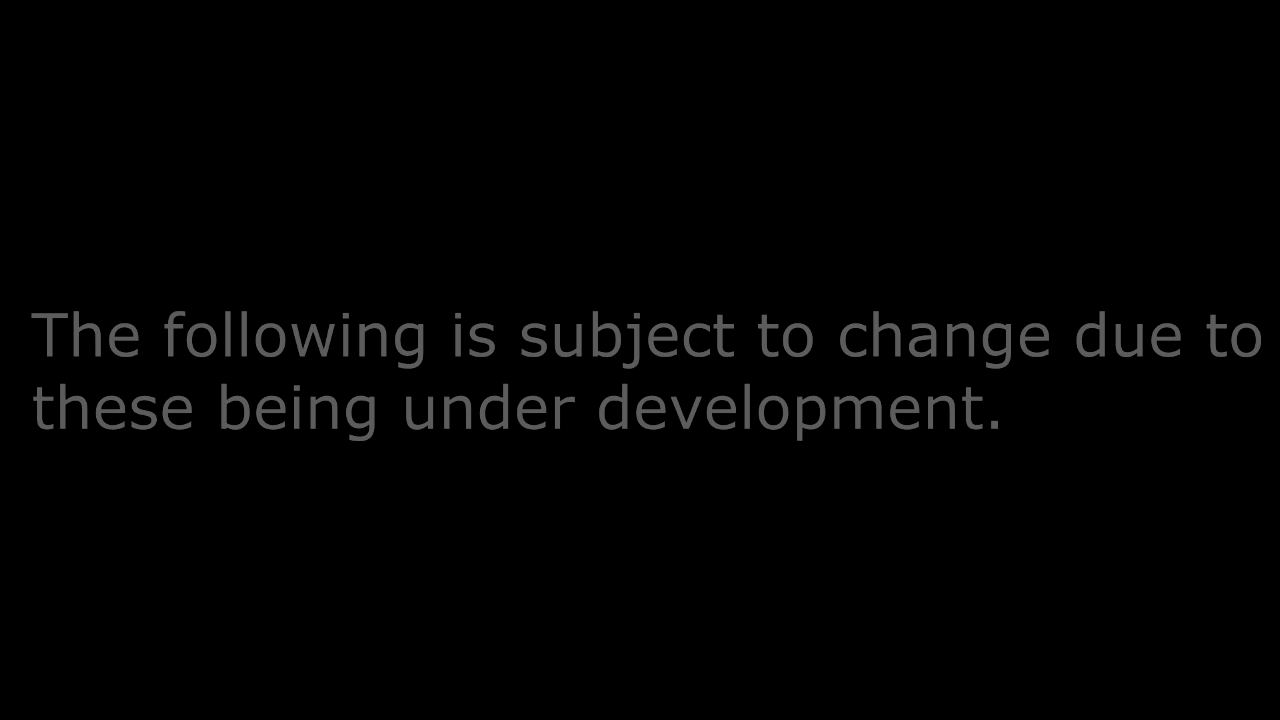 The following is subject to change due to
these being under development.